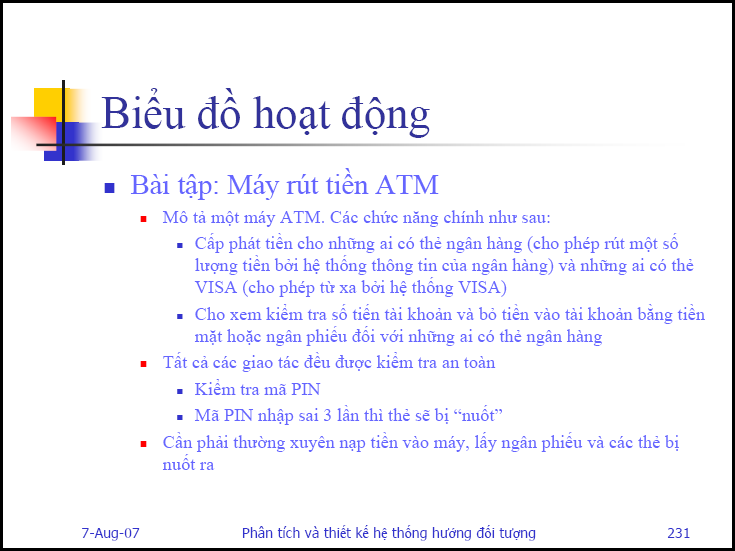 Biểu đồ hoạt động
Bài tập: Máy rút tiền ATM
Mô tả một máy ATM. Các chức năng chính như sau:
Cấp phát tiền cho những ai có thẻ ngân hàng (cho phép rút một số
lượng tiền bởi hệ thống thông tin của ngân hàng) và những ai có thẻ
VISA (cho phép từ xa bởi hệ thống VISA)
Cho xem kiểm tra số tiền tài khoản và bỏ tiền vào tài khoản bằng tiền
mặt hoặc ngân phiếu đối với những ai có thẻ ngân hàng
Tất cả các giao tác đều được kiểm tra an toàn
Kiểm tra mã PIN
Mã PIN nhập sai 3 lần thì thẻ sẽ bị “nuốt”
Cần phải thường xuyên nạp tiền vào máy, lấy ngân phiếu và các thẻ bị
nuốt ra
7-Aug-07 Phân tích và thiết kế hệ thống hướng đối tượng 231